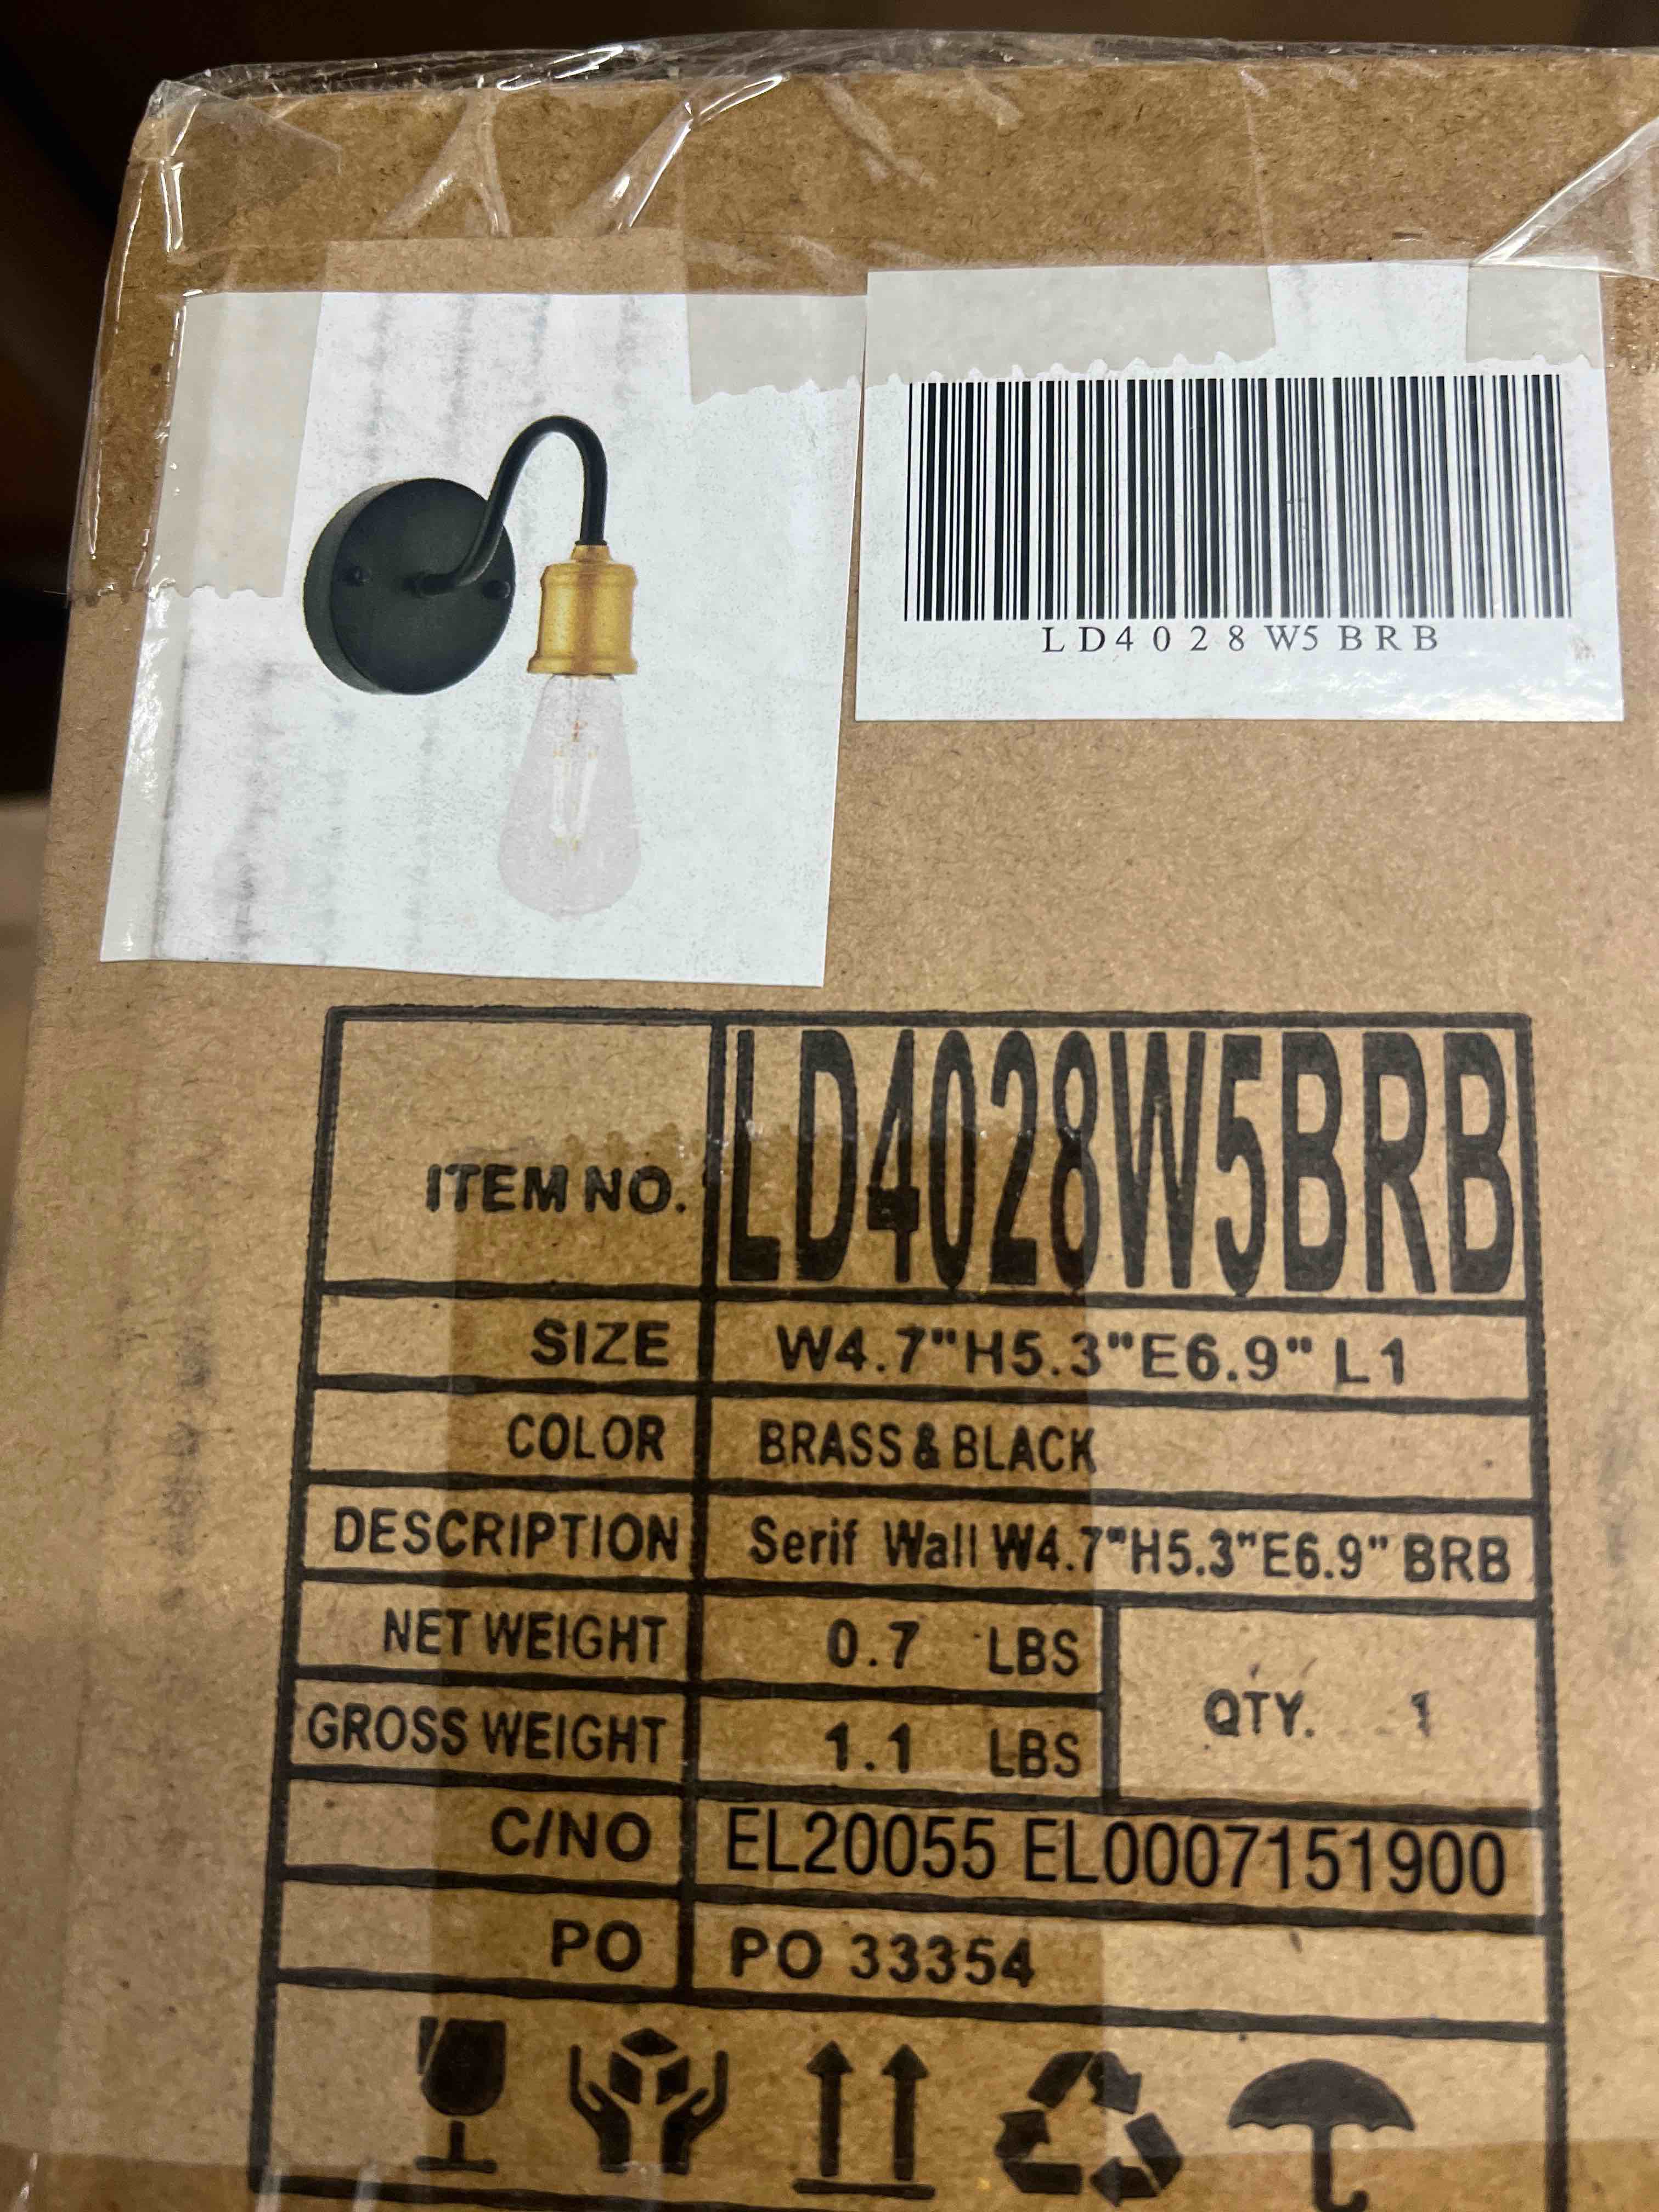 LD4028W5BRB
ITEM NO. LD4028W5BRB
SIZE W4.7"H5.3"E6.9" L1
COLOR BRASS & BLACK
DESCRIPTION Serif Wall W4.7"H5.3"E6.9" BRB
NET WEIGHT 0.7 LBS
QTY. 1
GROSS WEIGHT 1.1 LBS
C/NO EL20055 EL0007151900
PO PO 33354